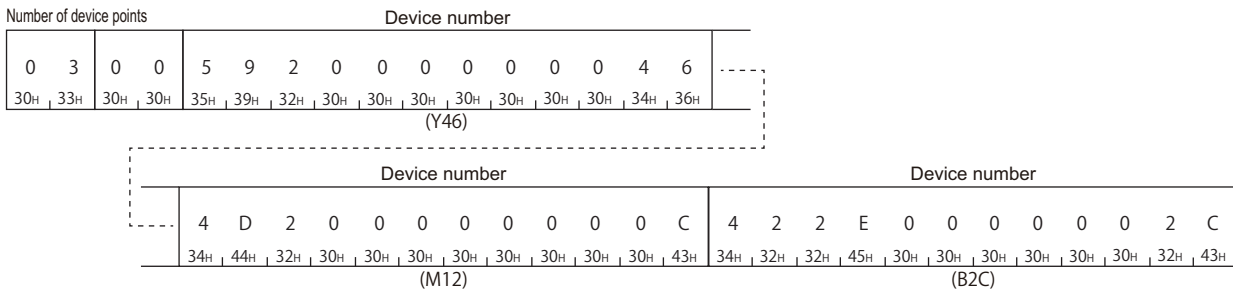 Number of device points Device number
0 3 0 0 5 9 2 0 0 0 0 0 0 0 4 6
30H 33H 30H 30H 35H 39H 32H 30H 30H 30H 30H 30H 30H 30H 34H 36H
(Y46)
Device number Device number
4 D 2 0 0 0 0 0 0 0 0 C 4 2 2 E 0 0 0 0 0 0 2 C
34H 44H 32H 30H 30H 30H 30H 30H 30H 30H 30H 43H 34H 32H 32H 45H 30H 30H 30H 30H 30H 30H 32H 43H
(M12) (B2C)